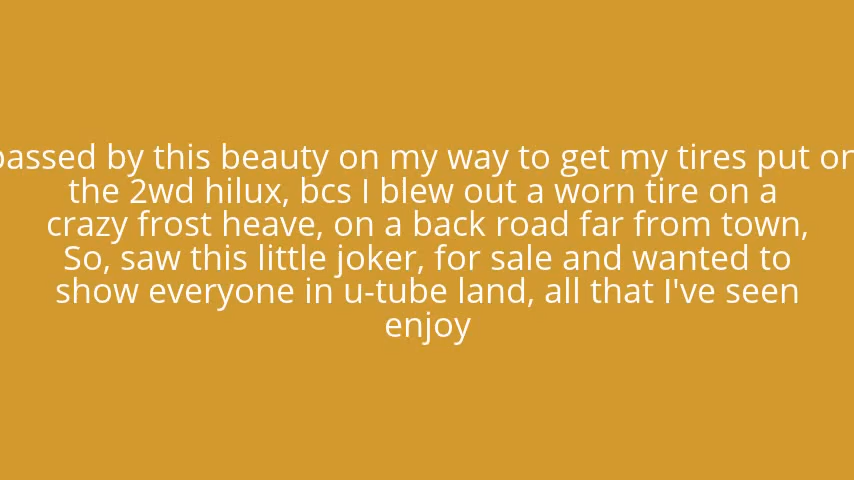 passed by this beauty on my way to get my tires put on
the 2wd hilux, bcs I blew out a worn tire on a
crazy frost heave, on a back road far from town,
So, saw this little joker, for sale and wanted to
show everyone in u-tube land, all that I've seen
enjoy